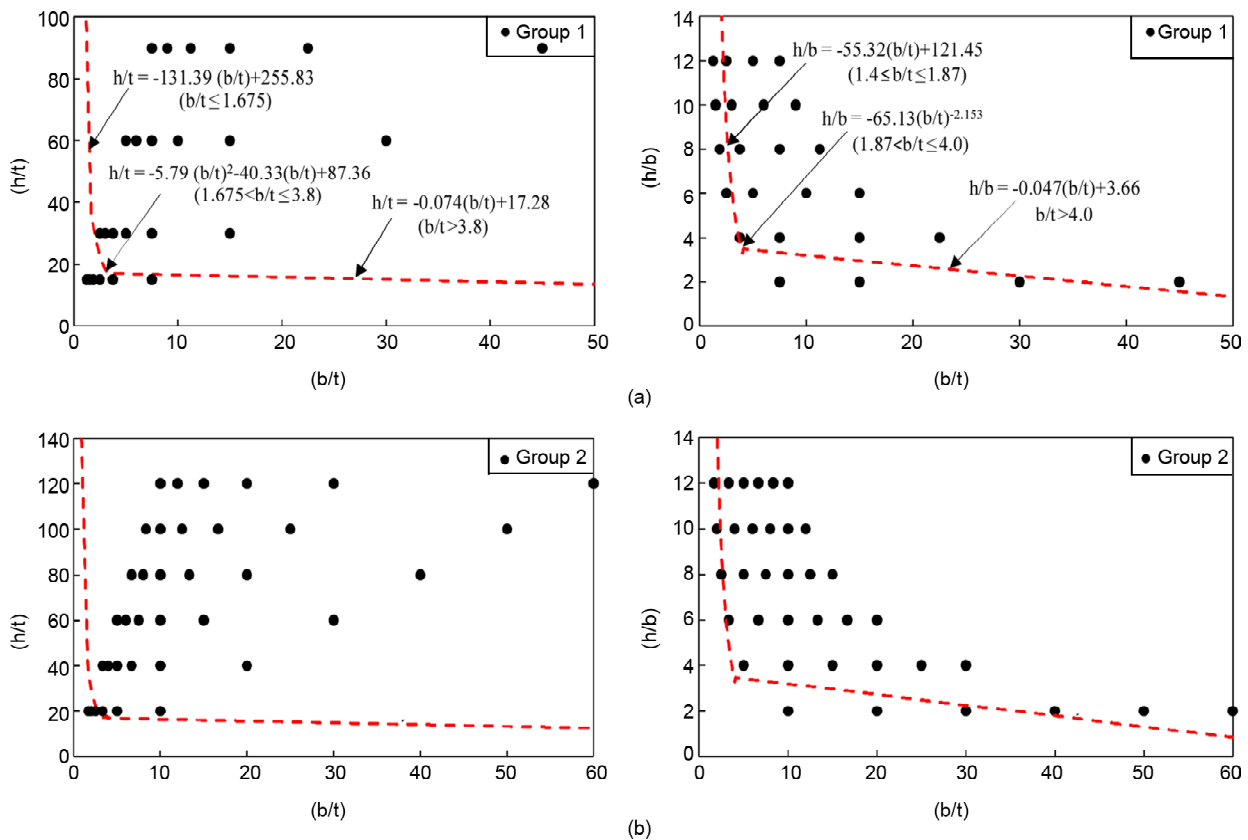 100
80
60
40
20
0
(h/t)
0
10
20
30
40
50
(b/t)
Group 1
h/t = -131.39 (b/t)+255.83
(b/t ≤ 1.675)
h/t = -5.79 (b/t)²-40.33(b/t)+87.36
(1.675<b/t ≤ 3.8)
h/t = -0.074(b/t)+17.28
(b/t > 3.8)
14
12
10
8
6
4
2
0
(h/b)
0
10
20
30
40
50
(b/t)
Group 1
h/b = -55.32(b/t)+121.45
(1.4 ≤ b/t ≤ 1.87)
h/b = -65.13(b/t)⁻²·¹⁵³
(1.87<b/t ≤ 4.0)
h/b = -0.047(b/t)+3.66
b/t > 4.0
(a)
140
120
100
80
60
40
20
0
(h/t)
0
10
20
30
40
50
60
(b/t)
Group 2
14
12
10
8
6
4
2
0
(h/b)
0
10
20
30
40
50
60
(b/t)
Group 2
(b)